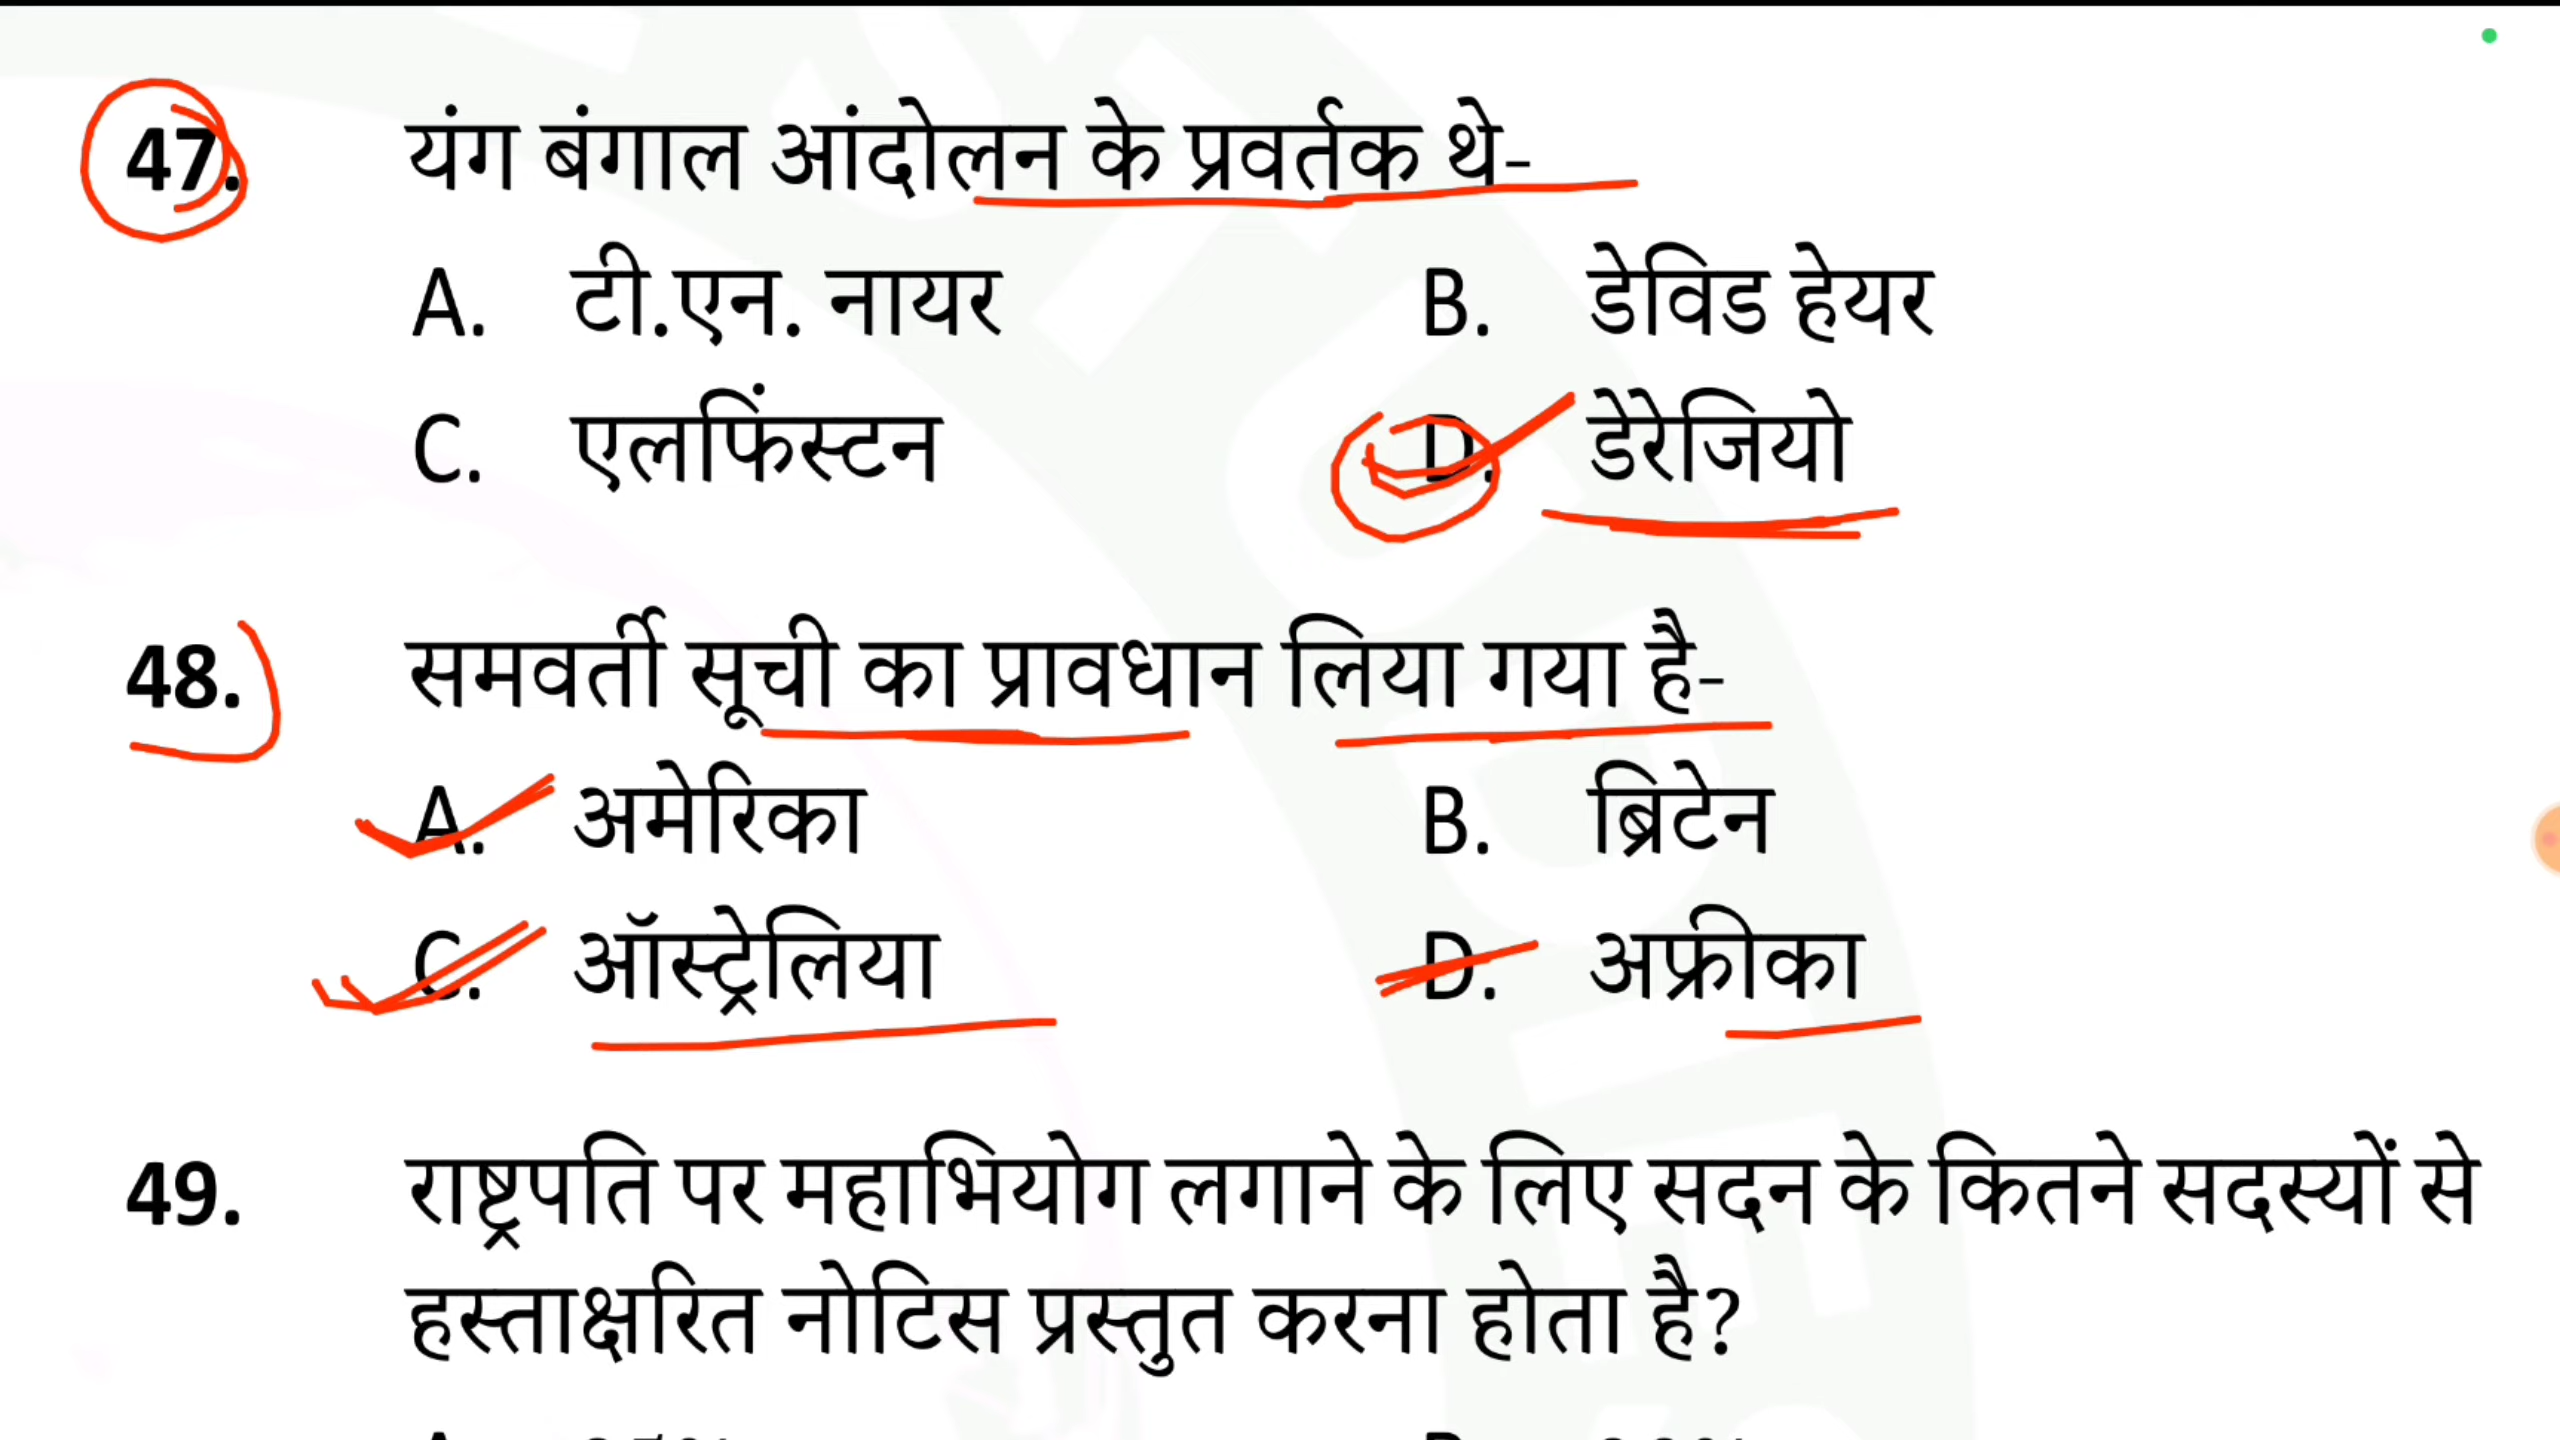 47. यंग बंगाल आंदोलन के प्रवर्तक थे-
A. टी.एन. नायर B. डेविड हेयर
C. एलफिंस्टन D. डेरेजियो
48. समवर्ती सूची का प्रावधान लिया गया है-
A. अमेरिका B. ब्रिटेन
C. ऑस्ट्रेलिया D. अफ्रीका
49. राष्ट्रपति पर महाभियोग लगाने के लिए सदन के कितने सदस्यों से
हस्ताक्षरित नोटिस प्रस्तुत करना होता है?